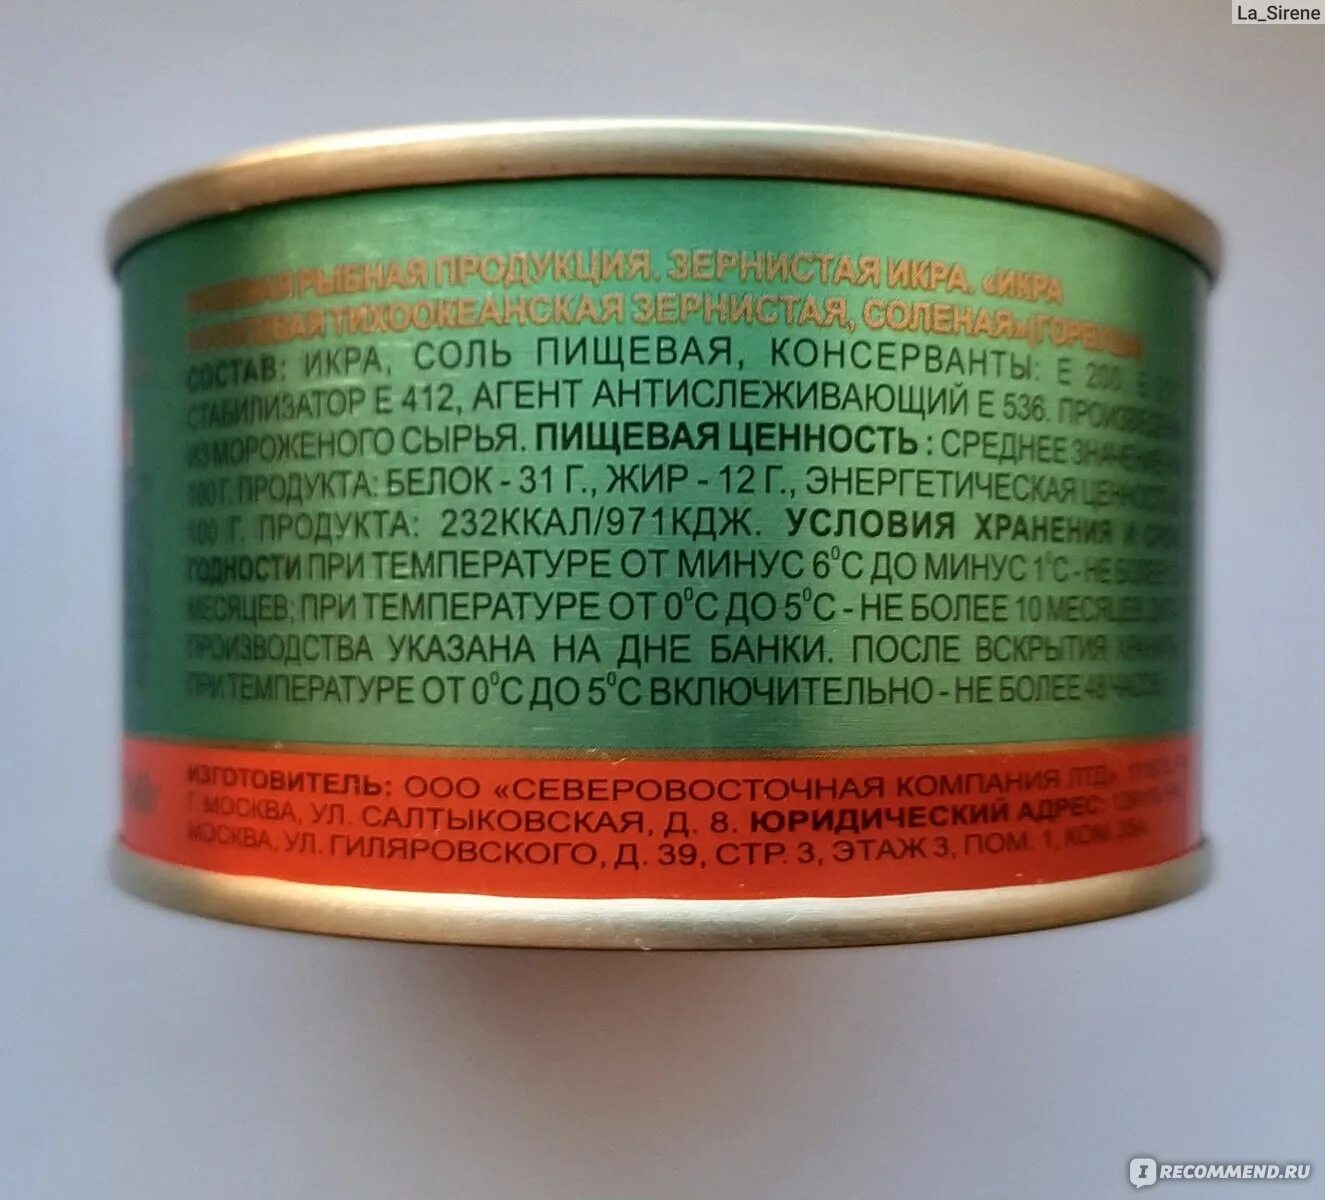 La_Sirene
РЫБНАЯ ПРОДУКЦИЯ. ЗЕРНИСТАЯ ИКРА. «ИКРА
ТИХООКЕАНСКАЯ ЗЕРНИСТАЯ, СОЛЕНАЯ»
СОСТАВ: ИКРА, СОЛЬ ПИЩЕВАЯ, КОНСЕРВАНТЫ: Е 200,
СТАБИЛИЗАТОР Е 412, АГЕНТ АНТИСЛЕЖИВАЮЩИЙ Е 536.
ИЗ МОРОЖЕНОГО СЫРЬЯ. ПИЩЕВАЯ ЦЕННОСТЬ : СРЕДНЕЕ
100 Г. ПРОДУКТА: БЕЛОК - 31 Г., ЖИР - 12 Г., ЭНЕРГЕТИЧЕСКАЯ
100 Г. ПРОДУКТА: 232ККАЛ/971КДЖ. УСЛОВИЯ ХРАНЕНИЯ И
ГОДНОСТИ ПРИ ТЕМПЕРАТУРЕ ОТ МИНУС 6°С ДО МИНУС 1°С - НЕ
МЕСЯЦЕВ; ПРИ ТЕМПЕРАТУРЕ ОТ 0°С ДО 5°С - НЕ БОЛЕЕ 10 МЕСЯЦЕВ.
ПРОИЗВОДСТВА УКАЗАНА НА ДНЕ БАНКИ. ПОСЛЕ ВСКРЫТИЯ
ПРИ ТЕМПЕРАТУРЕ ОТ 0°С ДО 5°С ВКЛЮЧИТЕЛЬНО - НЕ БОЛЕЕ 48 ЧАСОВ.
ИЗГОТОВИТЕЛЬ: ООО «СЕВЕРОВОСТОЧНАЯ КОМПАНИЯ ЛТД»,
Г. МОСКВА, УЛ. САЛТЫКОВСКАЯ, Д. 8. ЮРИДИЧЕСКИЙ АДРЕС:
МОСКВА, УЛ. ГИЛЯРОВСКОГО, Д. 39, СТР. 3, ЭТАЖ 3, ПОМ. 1, КОМ.
IRECOMMEND.RU